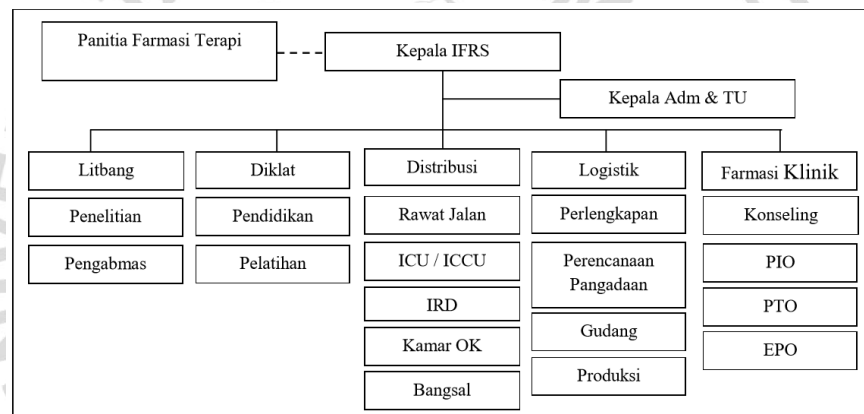 Panitia Farmasi Terapi
Kepala IFRS
Kepala Adm & TU
Litbang
Diklat
Distribusi
Logistik
Farmasi Klinik
Penelitian
Pendidikan
Rawat Jalan
Perlengkapan
Konseling
Pengabmas
Pelatihan
ICU / ICCU
Perencanaan
Pangadaan
PIO
IRD
PTO
Kamar OK
Gudang
EPO
Bangsal
Produksi